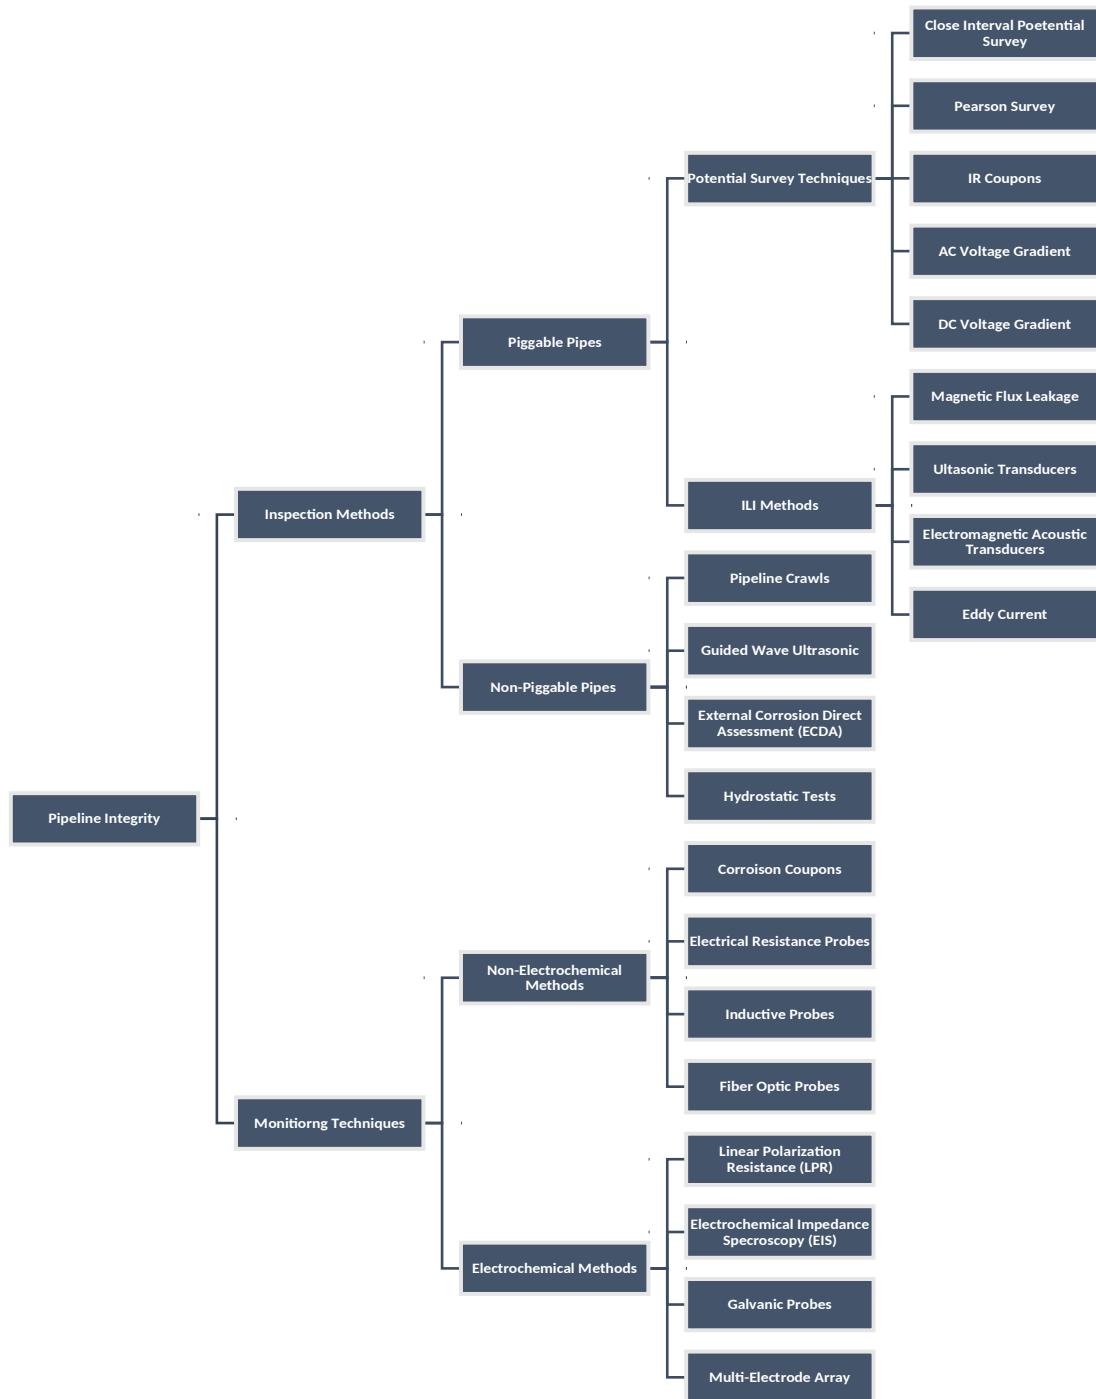 Close Interval Poetential
Survey
Pearson Survey
Potential Survey Techniques
IR Coupons
AC Voltage Gradient
DC Voltage Gradient
Piggable Pipes
Magnetic Flux Leakage
Ultasonic Transducers
Inspection Methods
ILI Methods
Electromagnetic Acoustic
Transducers
Pipeline Crawls
Eddy Current
Guided Wave Ultrasonic
Non-Piggable Pipes
External Corrosion Direct
Assessment (ECDA)
Hydrostatic Tests
Pipeline Integrity
Corroison Coupons
Electrical Resistance Probes
Non-Electrochemical
Methods
Inductive Probes
Fiber Optic Probes
Monitiorng Techniques
Linear Polarization
Resistance (LPR)
Electrochemical Impedance
Specroscopy (EIS)
Electrochemical Methods
Galvanic Probes
Multi-Electrode Array